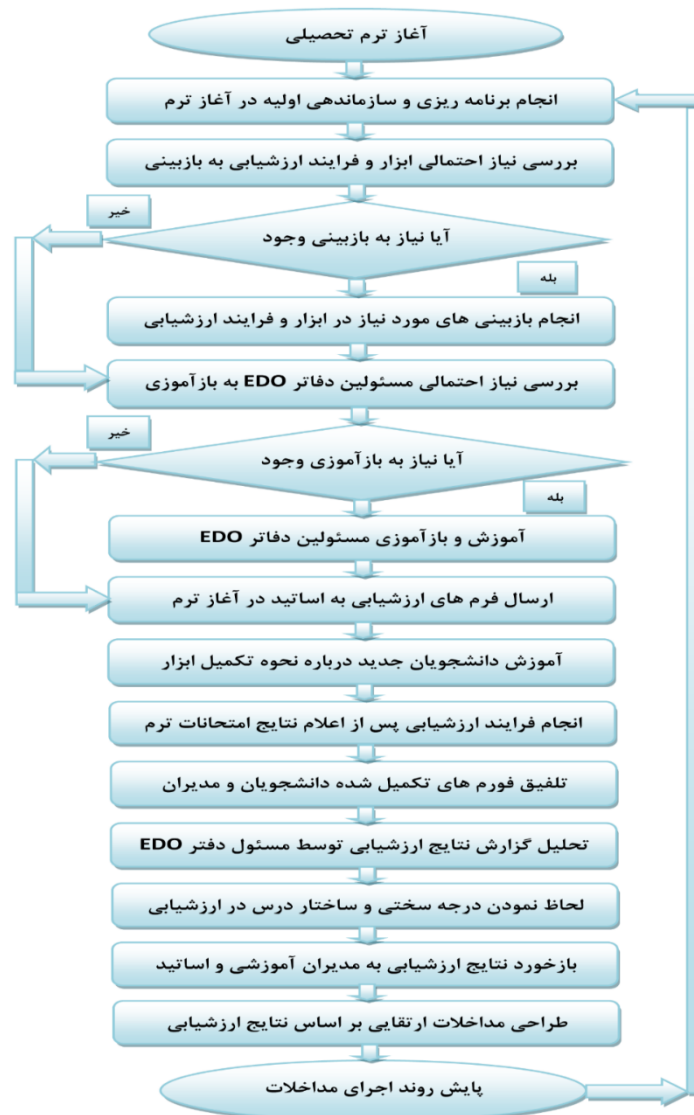 آغاز ترم تحصیلی
انجام برنامه ریزی و سازماندهی اولیه در آغاز ترم
بررسی نیاز احتمالی ابزار و فرایند ارزشیابی به بازبینی
خیر
آیا نیاز به بازبینی وجود
بله
انجام بازبینی های مورد نیاز در ابزار و فرایند ارزشیابی
بررسی نیاز احتمالی مسئولین دفاتر EDO به بازآموزی
خیر
آیا نیاز به بازآموزی وجود
بله
آموزش و بازآموزی مسئولین دفاتر EDO
ارسال فرم های ارزشیابی به اساتید در آغاز ترم
آموزش دانشجویان جدید درباره نحوه تکمیل ابزار
انجام فرایند ارزشیابی پس از اعلام نتایج امتحانات ترم
تلفیق فورم های تکمیل شده دانشجویان و مدیران
تحلیل گزارش نتایج ارزشیابی توسط مسئول دفتر EDO
لحاظ نمودن درجه سختی و ساختار درس در ارزشیابی
بازخورد نتایج ارزشیابی به مدیران آموزشی و اساتید
طراحی مداخلات ارتقایی بر اساس نتایج ارزشیابی
پایش روند اجرای مداخلات